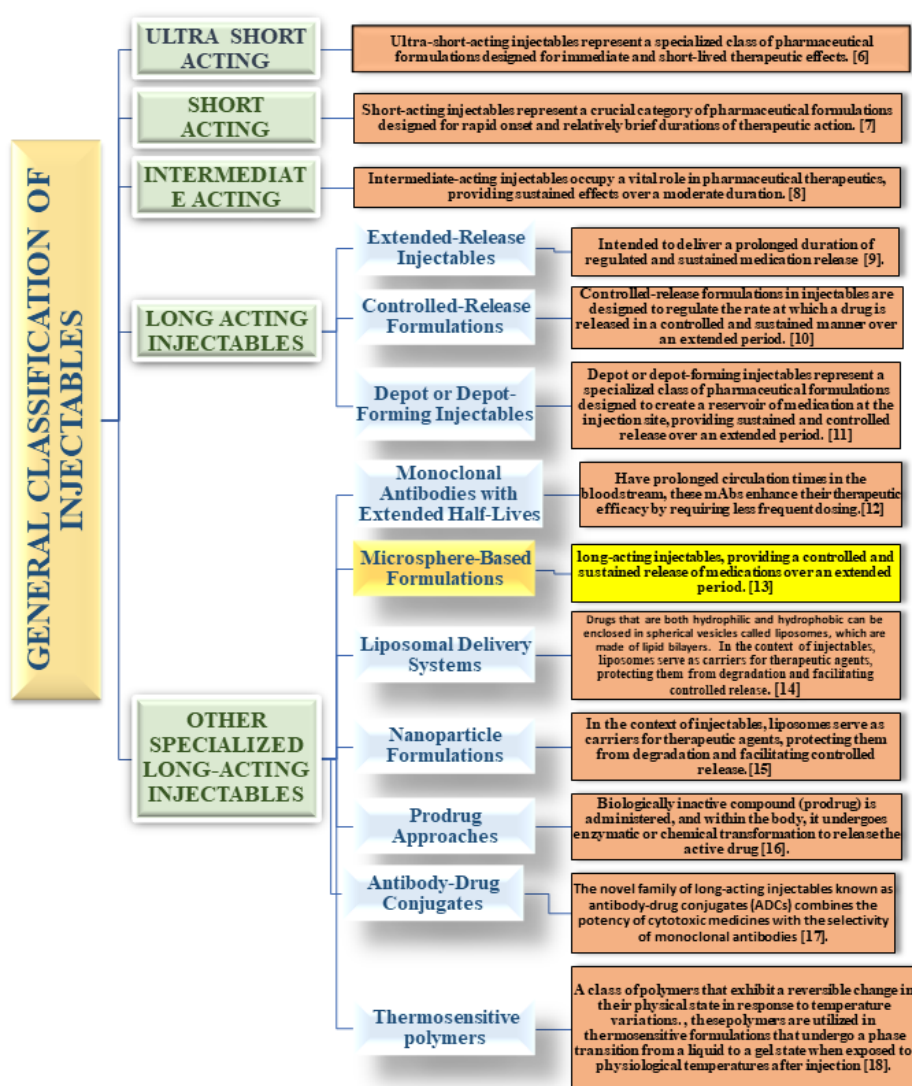 GENERAL CLASSIFICATION OF
INJECTABLES
ULTRA SHORT
ACTING
Ultra-short-acting injectables represent a specialized class of pharmaceutical
formulations designed for immediate and short-lived therapeutic effects. [6]
SHORT
ACTING
Short-acting injectables represent a crucial category of pharmaceutical formulations
designed for rapid onset and relatively brief durations of therapeutic action. [7]
INTERMEDIAT
E ACTING
Intermediate-acting injectables occupy a vital role in pharmaceutical therapeutics,
providing sustained effects over a moderate duration. [8]
LONG ACTING
INJECTABLES
Extended-Release
Injectables
Intended to deliver a prolonged duration of
regulated and sustained medication release [9].
Controlled-Release
Formulations
Controlled-release formulations in injectables are
designed to regulate the rate at which a drug is
released in a controlled and sustained manner over
an extended period. [10]
Depot or Depot-
Forming Injectables
Depot or depot-forming injectables represent a
specialized class of pharmaceutical formulations
designed to create a reservoir of medication at the
injection site, providing sustained and controlled
release over an extended period. [11]
OTHER
SPECIALIZED
LONG-ACTING
INJECTABLES
Monoclonal
Antibodies with
Extended Half-Lives
Have prolonged circulation times in the
bloodstream, these mAbs enhance their therapeutic
efficacy by requiring less frequent dosing.[12]
Microsphere-Based
Formulations
long-acting injectables, providing a controlled and
sustained release of medications over an extended
period. [13]
Liposomal Delivery
Systems
Drugs that are both hydrophilic and hydrophobic can be
enclosed in spherical vesicles called liposomes, which are
made of lipid bilayers. In the context of injectables,
liposomes serve as carriers for therapeutic agents,
protecting them from degradation and facilitating
controlled release. [14]
Nanoparticle
Formulations
In the context of injectables, liposomes serve as
carriers for therapeutic agents, protecting them
from degradation and facilitating controlled
release.[15]
Prodrug
Approaches
Biologically inactive compound (prodrug) is
administered, and within the body, it undergoes
enzymatic or chemical transformation to release the
active drug [16].
Antibody-Drug
Conjugates
The novel family of long-acting injectables known as
antibody-drug conjugates (ADCs) combines the
potency of cytotoxic medicines with the selectivity
of monoclonal antibodies [17].
Thermosensitive
polymers
A class of polymers that exhibit a reversible change in
their physical state in response to temperature
variations. , thesepolymers are utilized in
thermosensitive formulations that undergo a phase
transition from a liquid to a gel state when exposed to
physiological temperatures after injection [18].